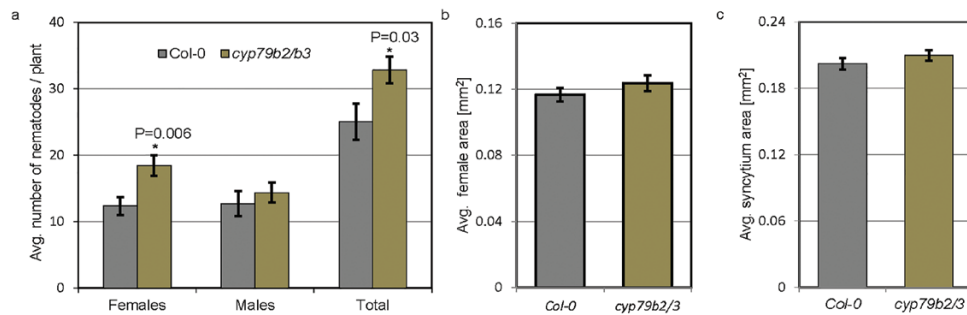 a
Avg. number of nematodes / plant
40
30
20
10
0
Col-0
cyp79b2/b3
P=0.006
*
P=0.03
*
Females
Males
Total
b
Avg. female area [mm²]
0.16
0.12
0.08
0.04
0.00
Col-0
cyp79b2/3
c
Avg. syncytium area [mm²]
0.24
0.18
0.12
0.06
0.00
Col-0
cyp79b2/3